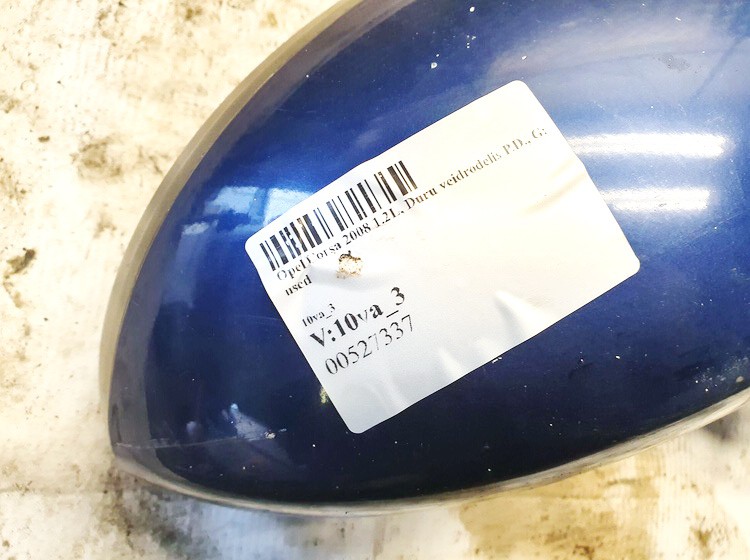 Opel Corsa 2008 1.2L. Duru veidrodelis P.D., G:
used
10va_3
V:10va_3
00527337